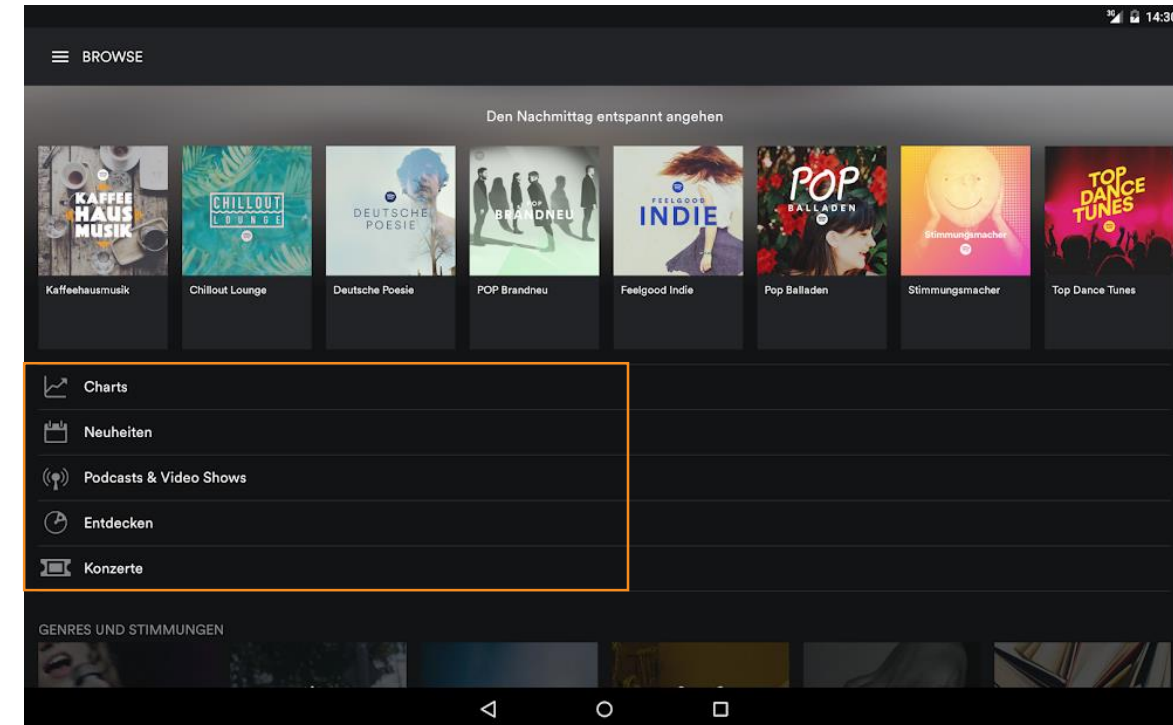 3G 14:30
BROWSE
Den Nachmittag entspannt angehen
KAFFEE
HAUS
MUSIK
CHILLOUT
LOUNGE
DEUTSCHE
POESIE
POP
BRANDNEU
FEELGOOD
INDIE
POP
BALLADEN
Stimmungsmacher
TOP
DANCE
TUNES
Kaffeehausmusik
Chillout Lounge
Deutsche Poesie
POP Brandneu
Feelgood Indie
Pop Balladen
Stimmungsmacher
Top Dance Tunes
Charts
Neuheiten
Podcasts & Video Shows
Entdecken
Konzerte
GENRES UND STIMMUNGEN